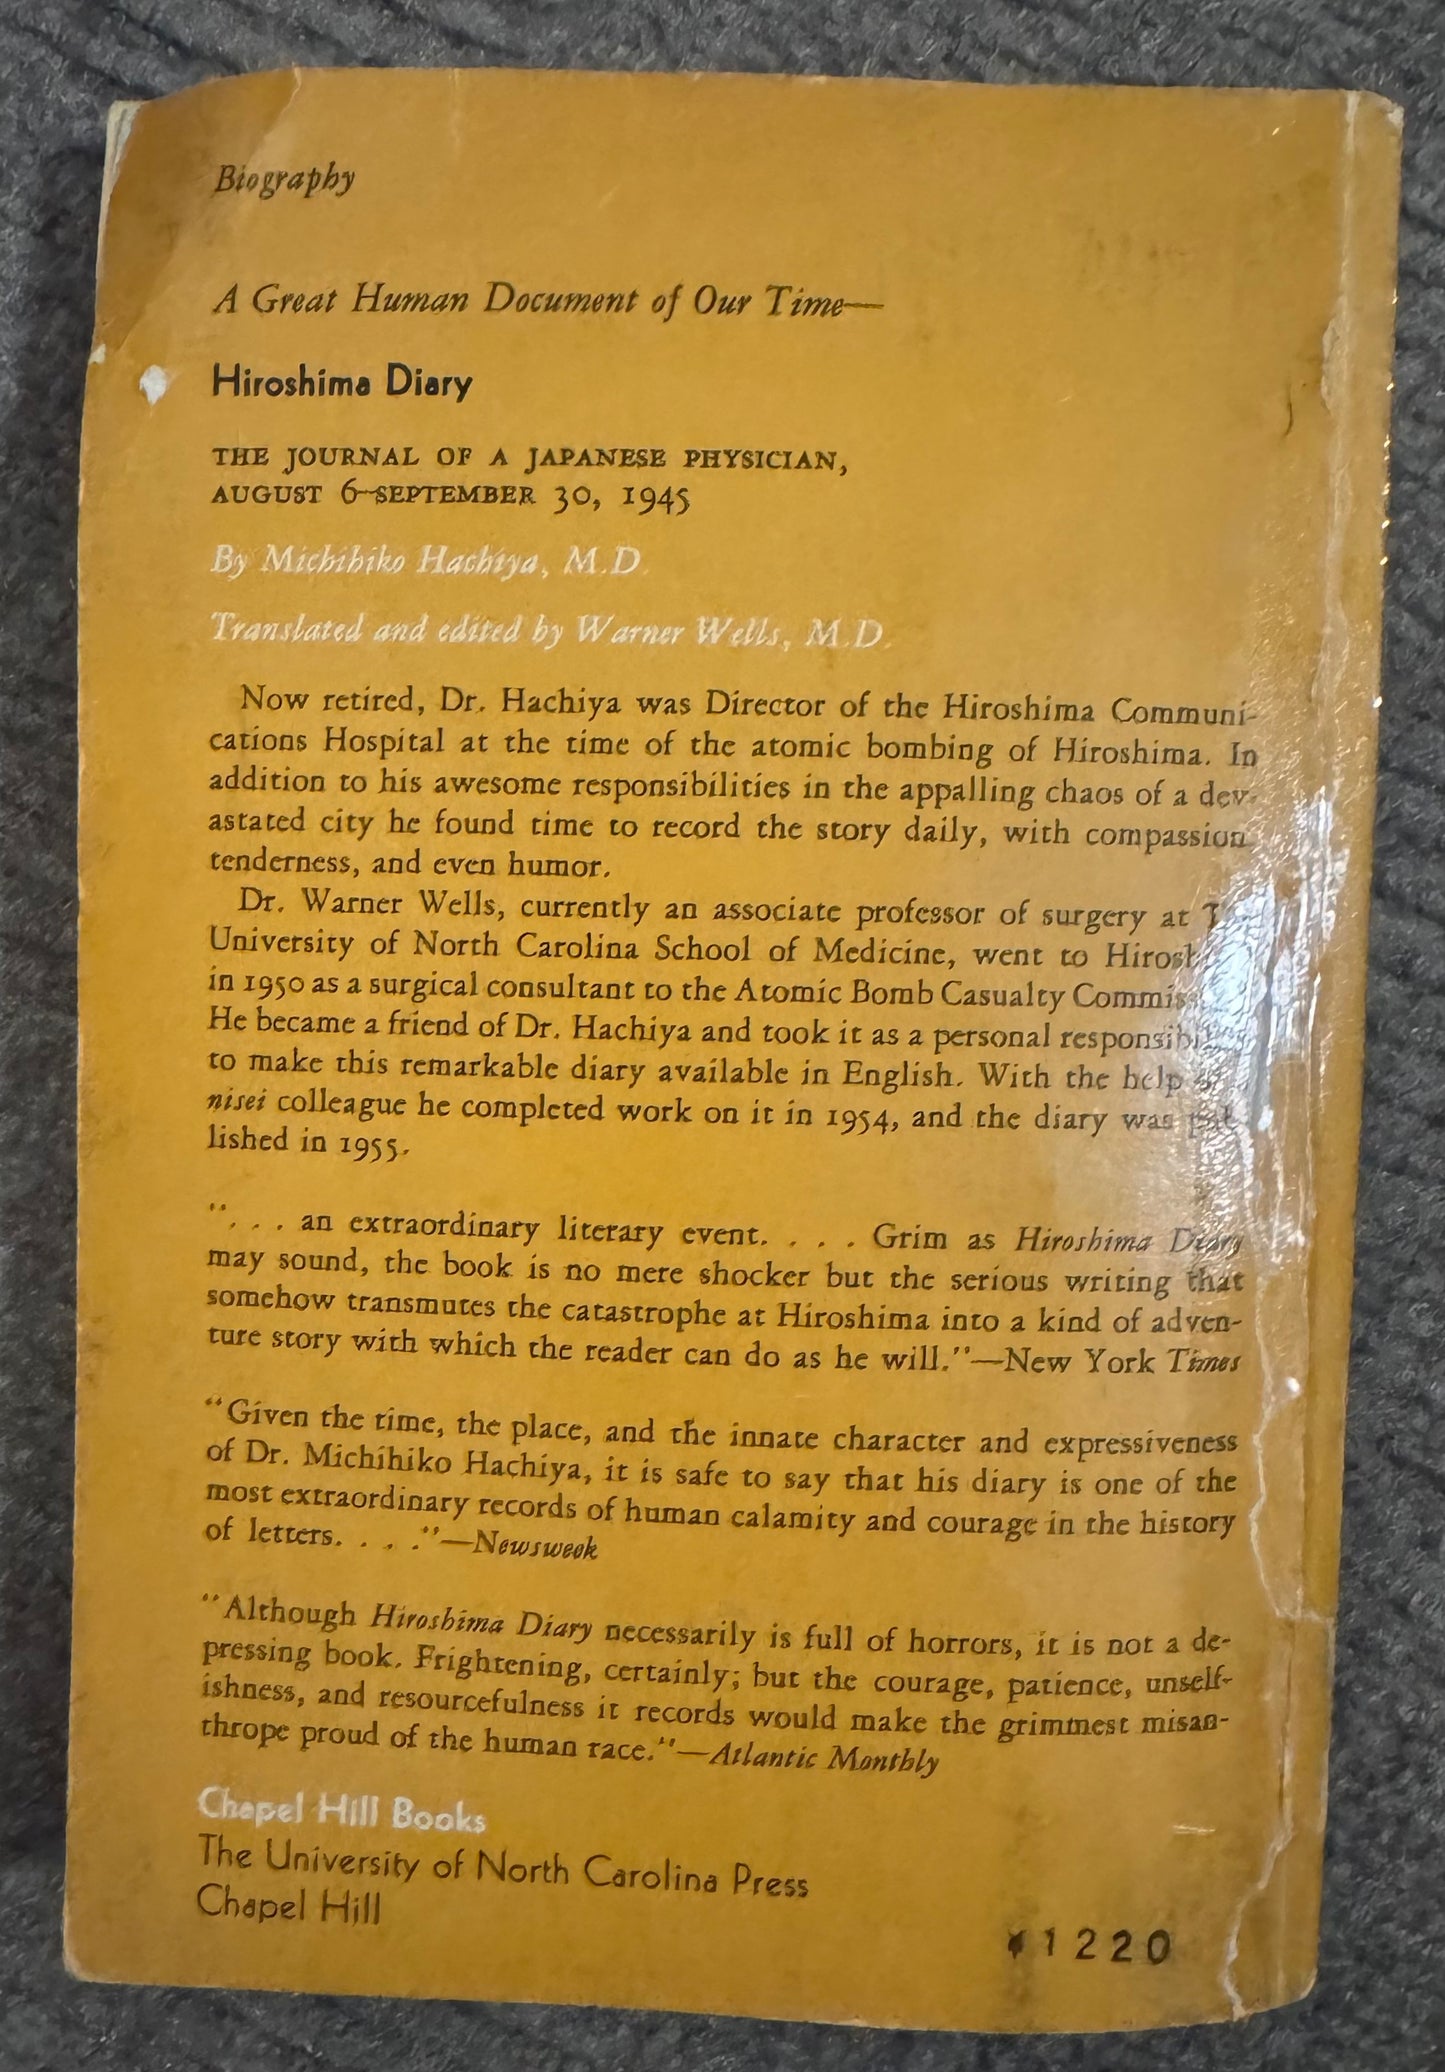 Biography
A Great Human Document of Our Time—
Hiroshima Diary
THE JOURNAL OF A JAPANESE PHYSICIAN,
AUGUST 6–SEPTEMBER 30, 1945
By Michihiko Hachiya, M.D.
Translated and edited by Warner Wells, M.D.
Now retired, Dr. Hachiya was Director of the Hiroshima Communi-
cations Hospital at the time of the atomic bombing of Hiroshima. In
addition to his awesome responsibilities in the appalling chaos of a dev-
astated city he found time to record the story daily, with compassion
tenderness, and even humor.
Dr. Warner Wells, currently an associate professor of surgery at
University of North Carolina School of Medicine, went to
in 1950 as a surgical consultant to the Atomic Bomb Casualty
He became a friend of Dr. Hachiya and took it as a personal
to make this remarkable diary available in English. With the help
nisei colleague he completed work on it in 1954, and the diary was
lished in 1955.
". . . an extraordinary literary event. . . . Grim as Hiroshima Diary
may sound, the book is no mere shocker but the serious writing that
somehow transmutes the catastrophe at Hiroshima into a kind of adven-
ture story with which the reader can do as he will."—New York Times
"Given the time, the place, and the innate character and expressiveness
of Dr. Michihiko Hachiya, it is safe to say that his diary is one of the
most extraordinary records of human calamity and courage in the history
of letters. . . ."—Newsweek
"Although Hiroshima Diary necessarily is full of horrors, it is not a de-
pressing book. Frightening, certainly; but the courage, patience, unself-
ishness, and resourcefulness it records would make the grimmest misan-
thrope proud of the human race."—Atlantic Monthly
Chapel Hill Books
The University of North Carolina Press
Chapel Hill
¥1220